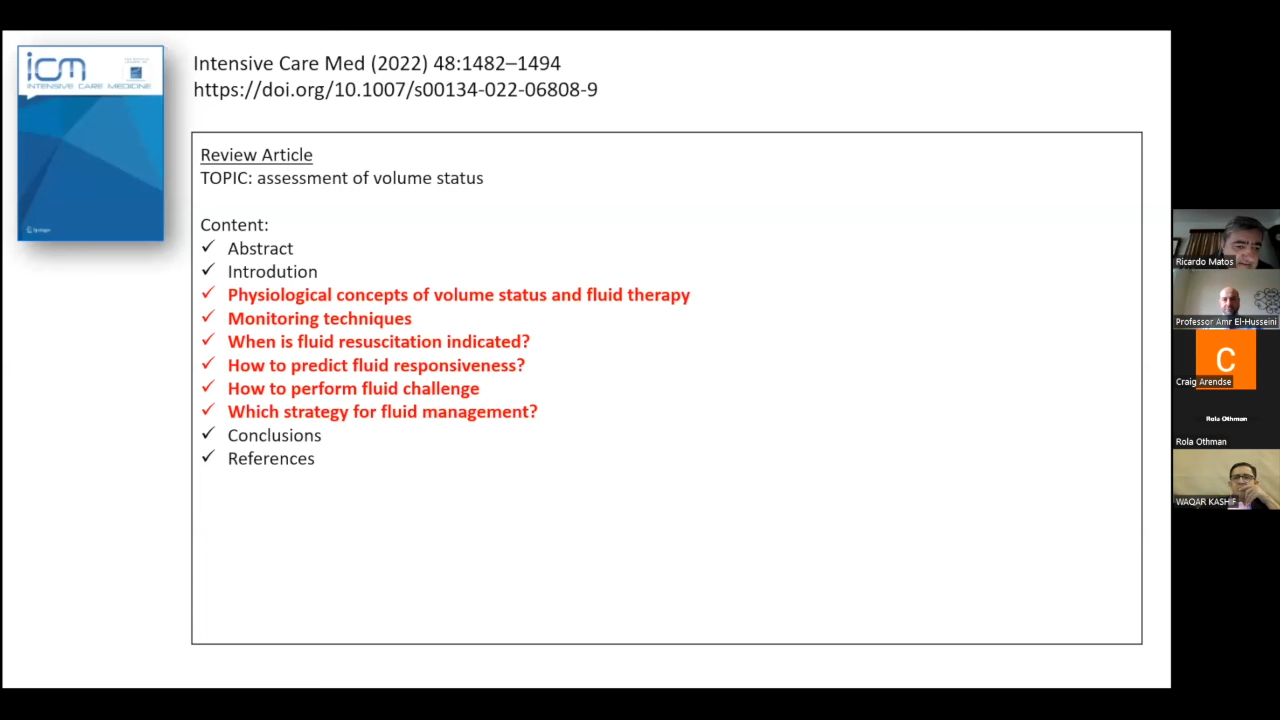 icm
INTENSIVE CARE MEDICINE
Springer
Intensive Care Med (2022) 48:1482–1494
https://doi.org/10.1007/s00134-022-06808-9
Review Article
TOPIC: assessment of volume status
Content:
✓ Abstract
✓ Introdution
✓ Physiological concepts of volume status and fluid therapy
✓ Monitoring techniques
✓ When is fluid resuscitation indicated?
✓ How to predict fluid responsiveness?
✓ How to perform fluid challenge
✓ Which strategy for fluid management?
✓ Conclusions
✓ References
Ricardo Matos
Professor Amr El-Husseini
C
Craig Arendse
Rola Othman
Rola Othman
WAQAR KASHIF